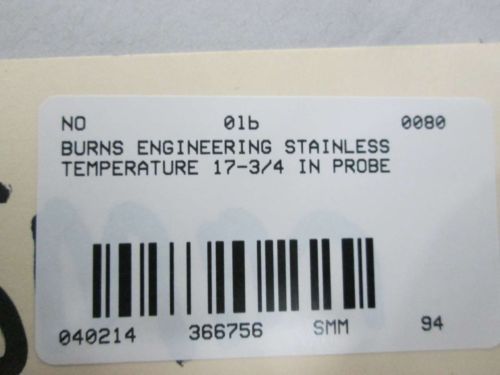 NO 01b 0080
BURNS ENGINEERING STAINLESS
TEMPERATURE 17-3/4 IN PROBE
040214 366756 SMM 94